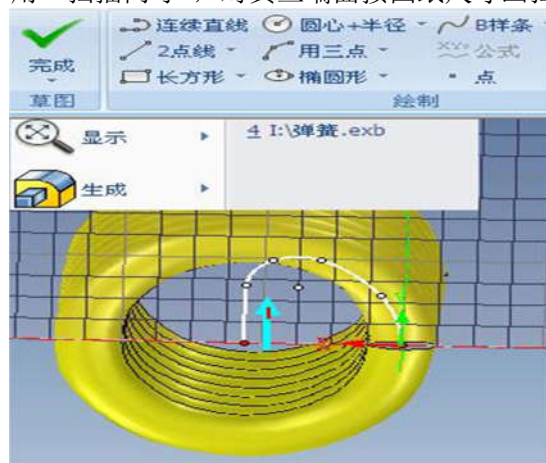 连续直线 圆心+半径 B样条
2点线 用三点 公式
完成
长方形 椭圆形 点
草图 绘制
显示 4 I:\弹簧.exb
生成